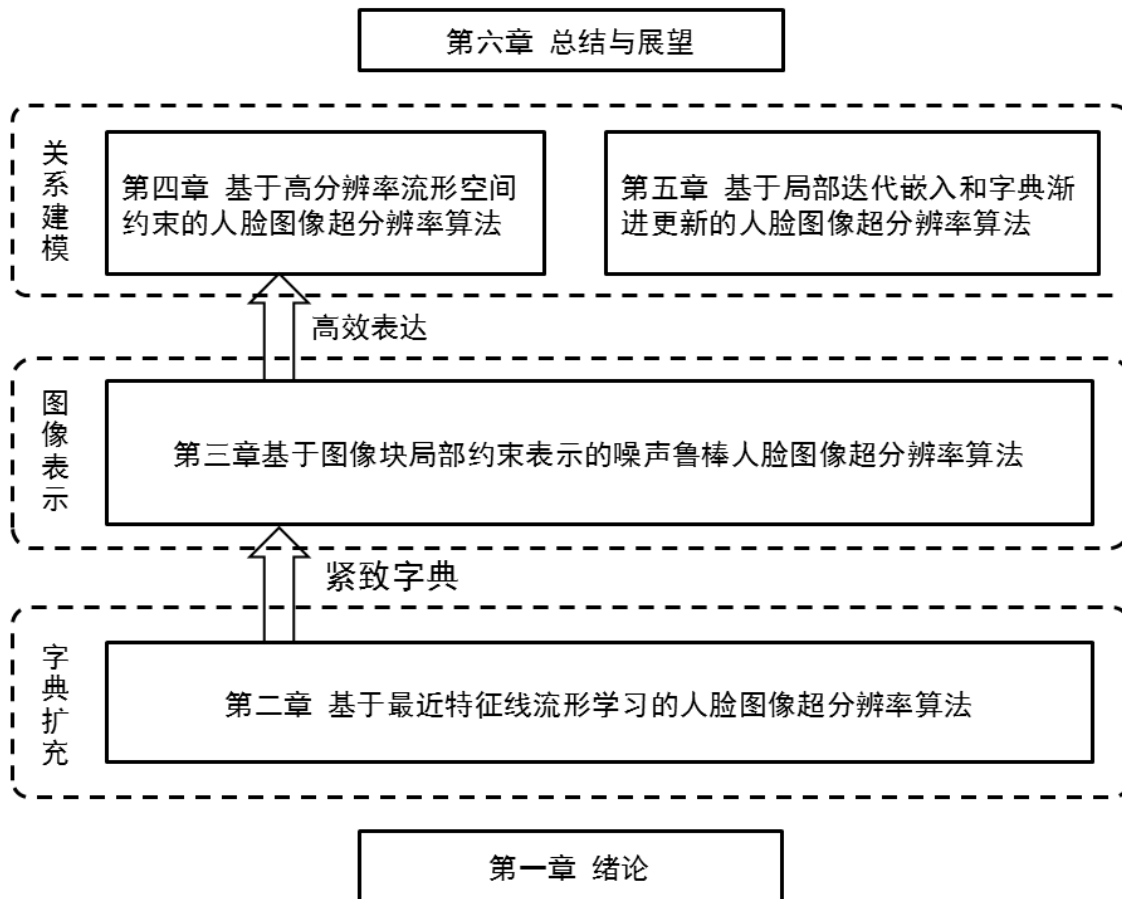 第六章 总结与展望
关系建模
第四章 基于高分辨率流形空间
约束的人脸图像超分辨率算法
第五章 基于局部迭代嵌入和字典渐
进更新的人脸图像超分辨率算法
高效表达
图像表示
第三章基于图像块局部约束表示的噪声鲁棒人脸图像超分辨率算法
紧致字典
字典扩充
第二章 基于最近特征线流形学习的人脸图像超分辨率算法
第一章 绪论